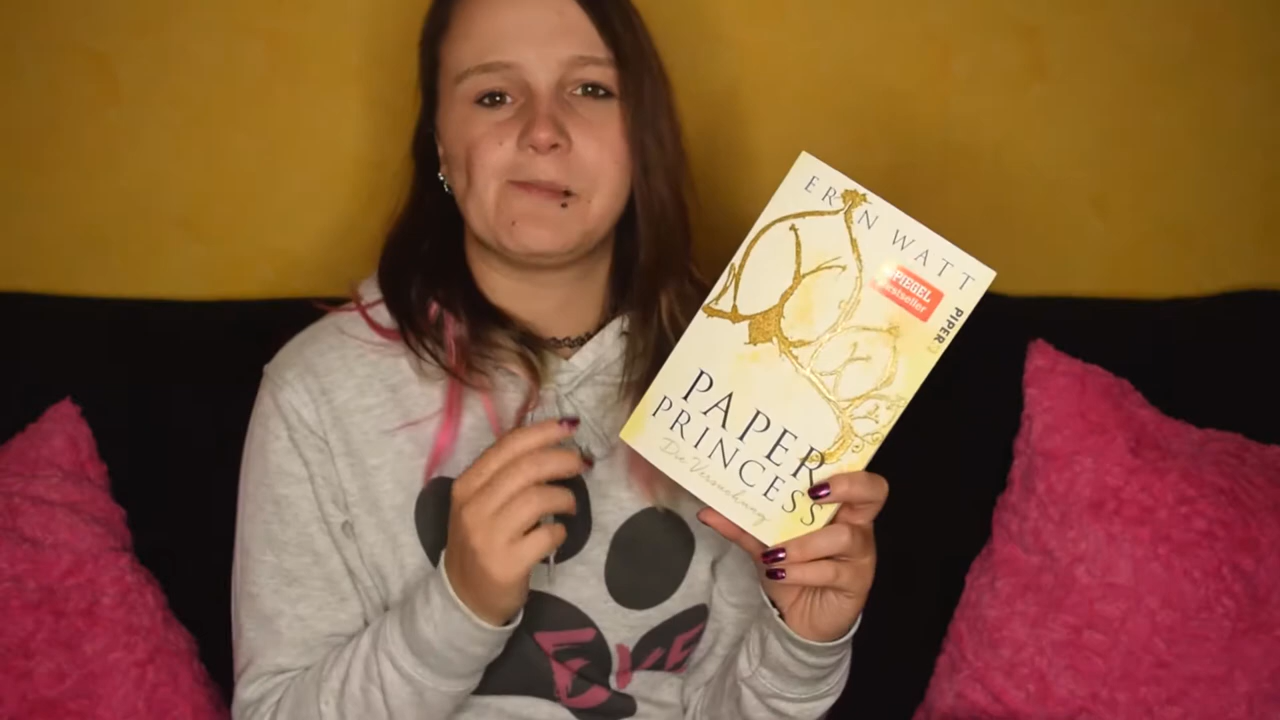 ERIN WATT
SPIEGEL
Bestseller
PIPER
PAPER
PRINCESS
Die Versuchung